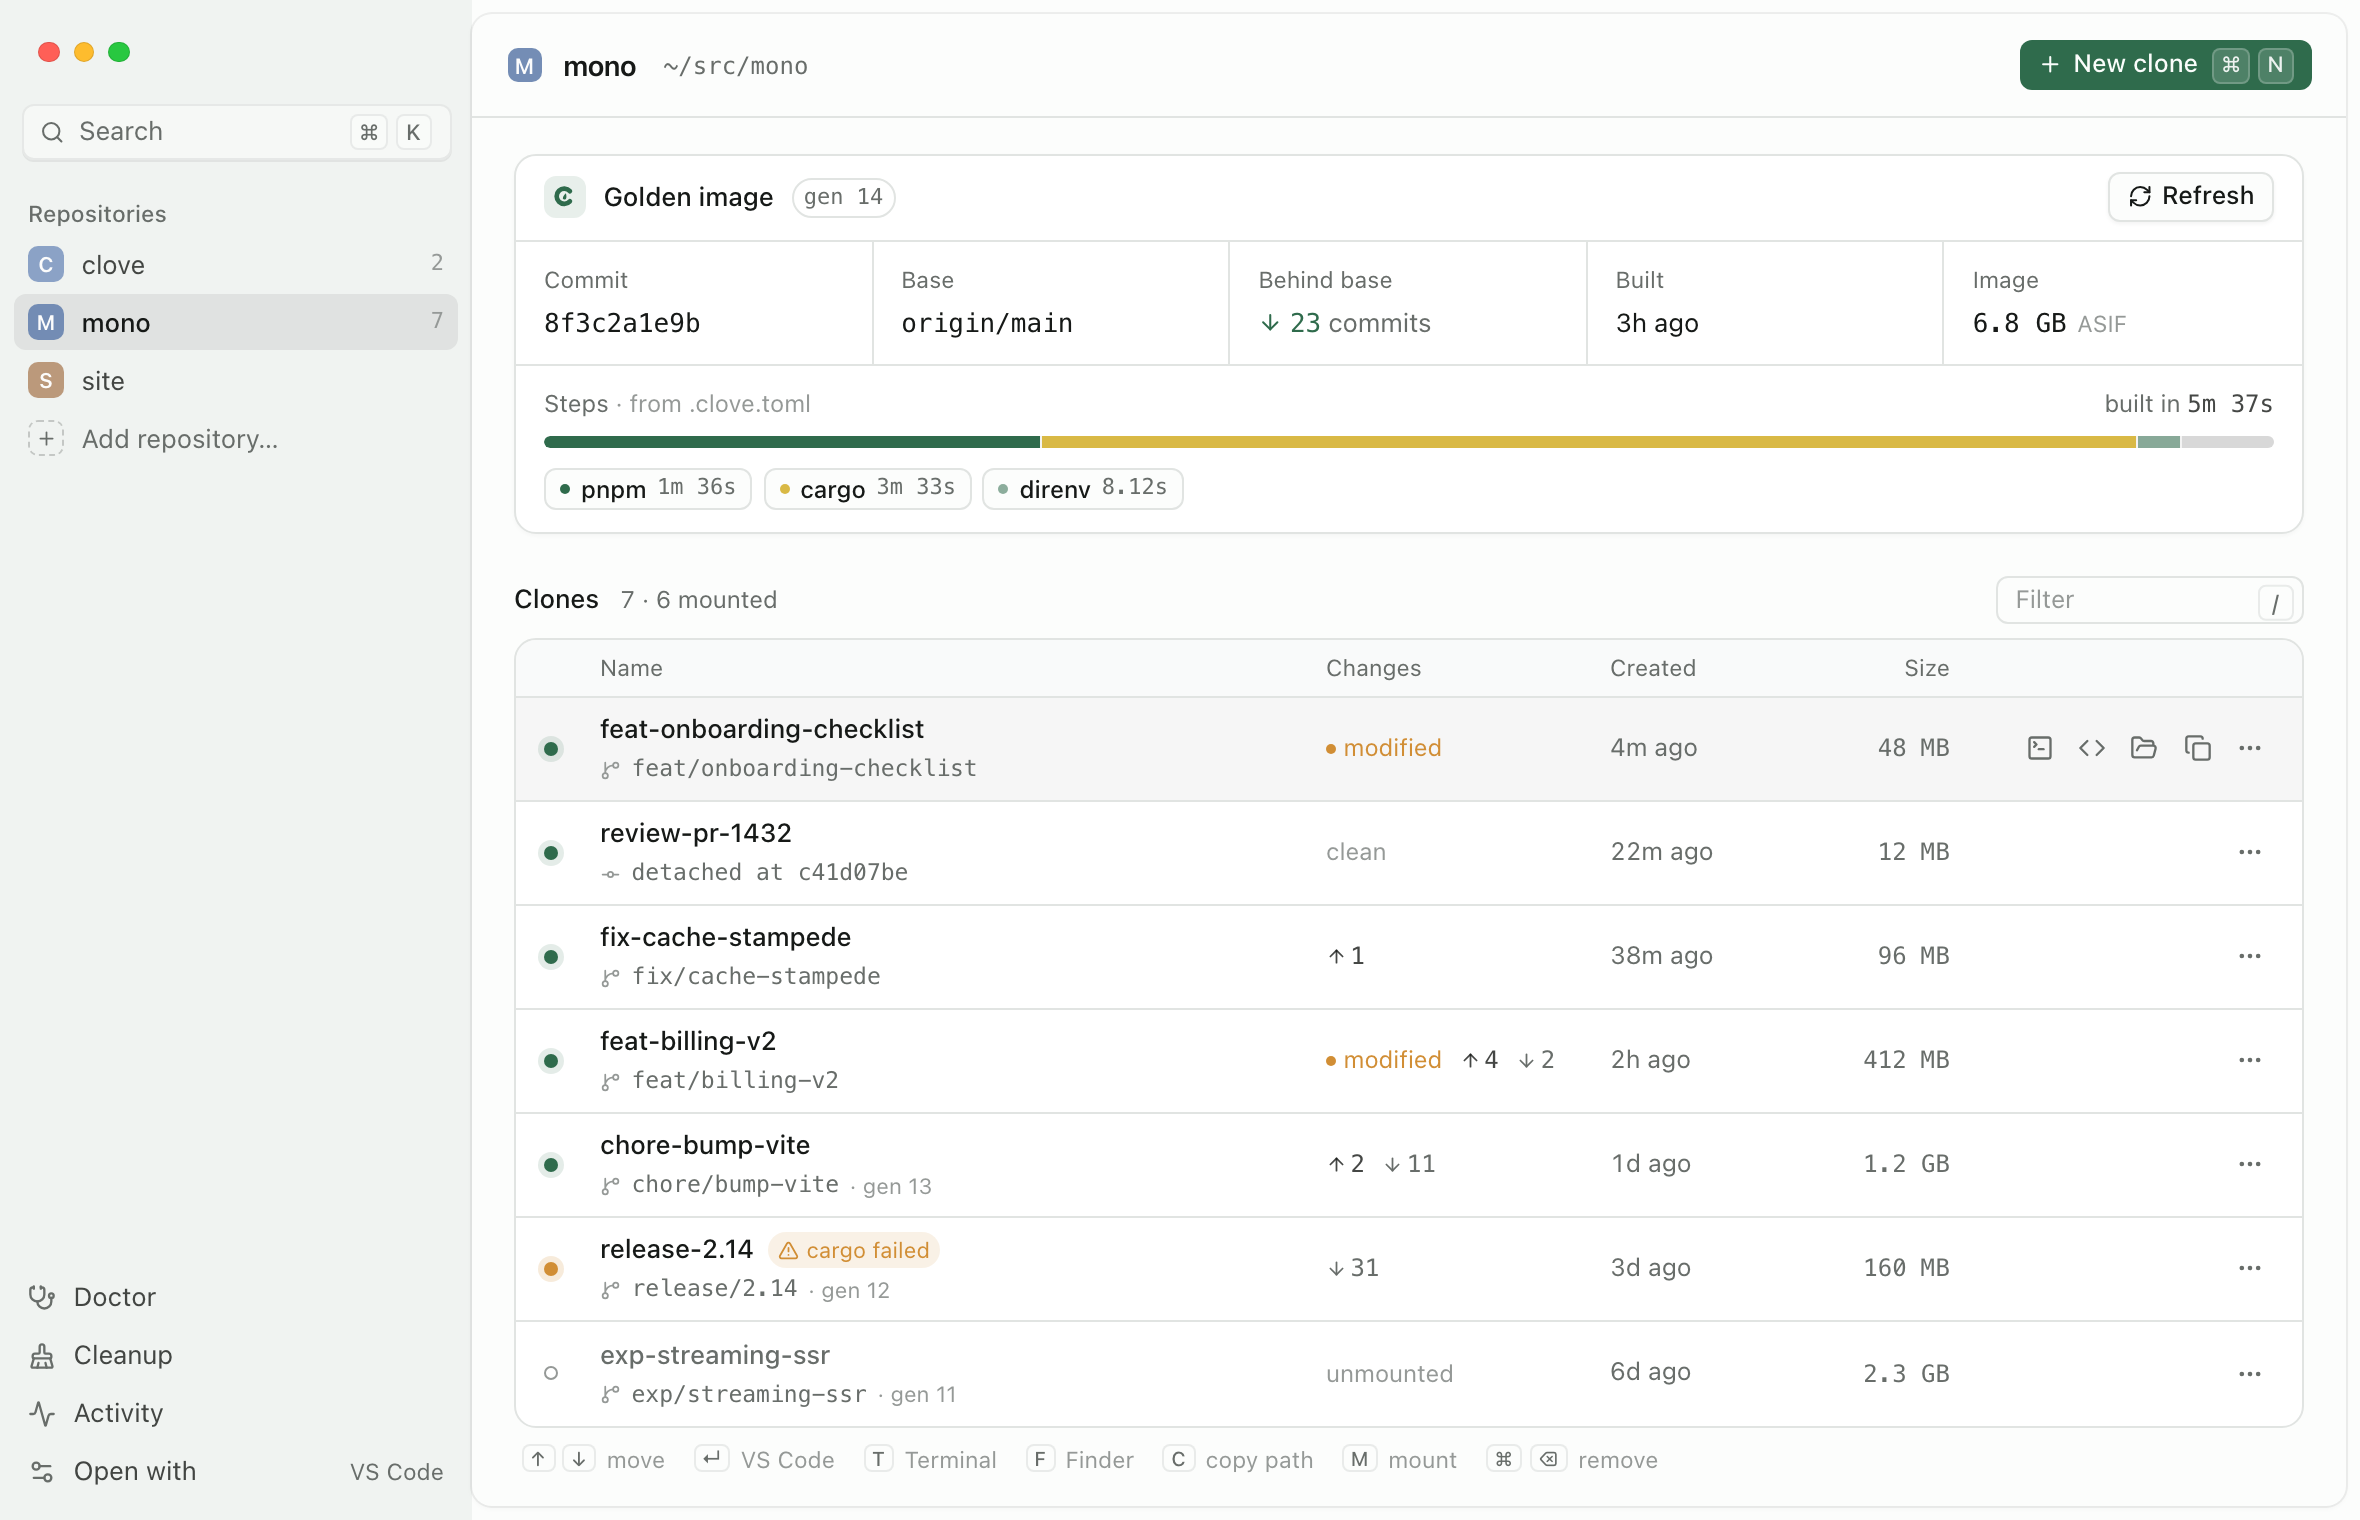 Search ⌘ K
Repositories
C clove 2
M mono 7
S site
Add repository...
Doctor
Cleanup
Activity
Open with VS Code
M mono ~/src/mono
+ New clone ⌘ N
Golden image gen 14
Refresh
Commit
8f3c2a1e9b
Base
origin/main
Behind base
↓ 23 commits
Built
3h ago
Image
6.8 GB ASIF
Steps · from .clove.toml
built in 5m 37s
pnpm 1m 36s
cargo 3m 33s
direnv 8.12s
Clones 7 · 6 mounted
Filter /
Name Changes Created Size
feat-onboarding-checklist
feat/onboarding-checklist
modified 4m ago 48 MB
review-pr-1432
detached at c41d07be
clean 22m ago 12 MB
fix-cache-stampede
fix/cache-stampede
↑ 1 38m ago 96 MB
feat-billing-v2
feat/billing-v2
modified ↑ 4 ↓ 2 2h ago 412 MB
chore-bump-vite
chore/bump-vite · gen 13
↑ 2 ↓ 11 1d ago 1.2 GB
release-2.14 cargo failed
release/2.14 · gen 12
↓ 31 3d ago 160 MB
exp-streaming-ssr
exp/streaming-ssr · gen 11
unmounted 6d ago 2.3 GB
↑ ↓ move ↵ VS Code T Terminal F Finder C copy path M mount ⌘ ⌫ remove